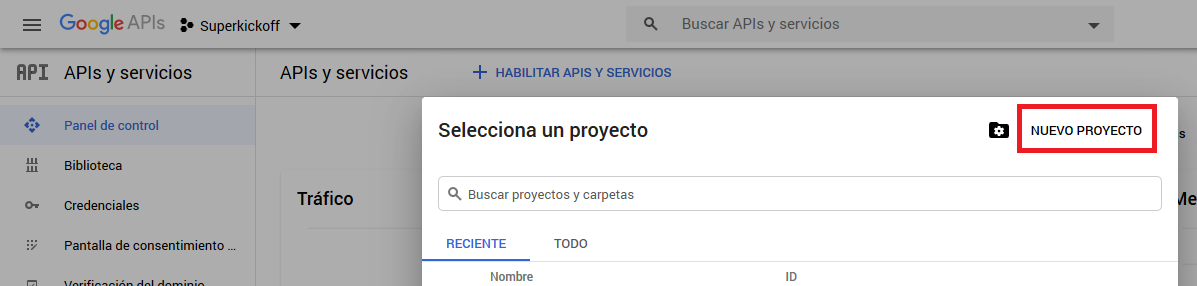 Google APIs Superkickoff Buscar APIs y servicios
API APIs y servicios APIs y servicios + HABILITAR APIS Y SERVICIOS
Selecciona un proyecto NUEVO PROYECTO
Panel de control
Biblioteca
Buscar proyectos y carpetas
Tráfico
Credenciales
Pantalla de consentimiento ...
RECIENTE TODO
Verificación del dominio
Nombre ID